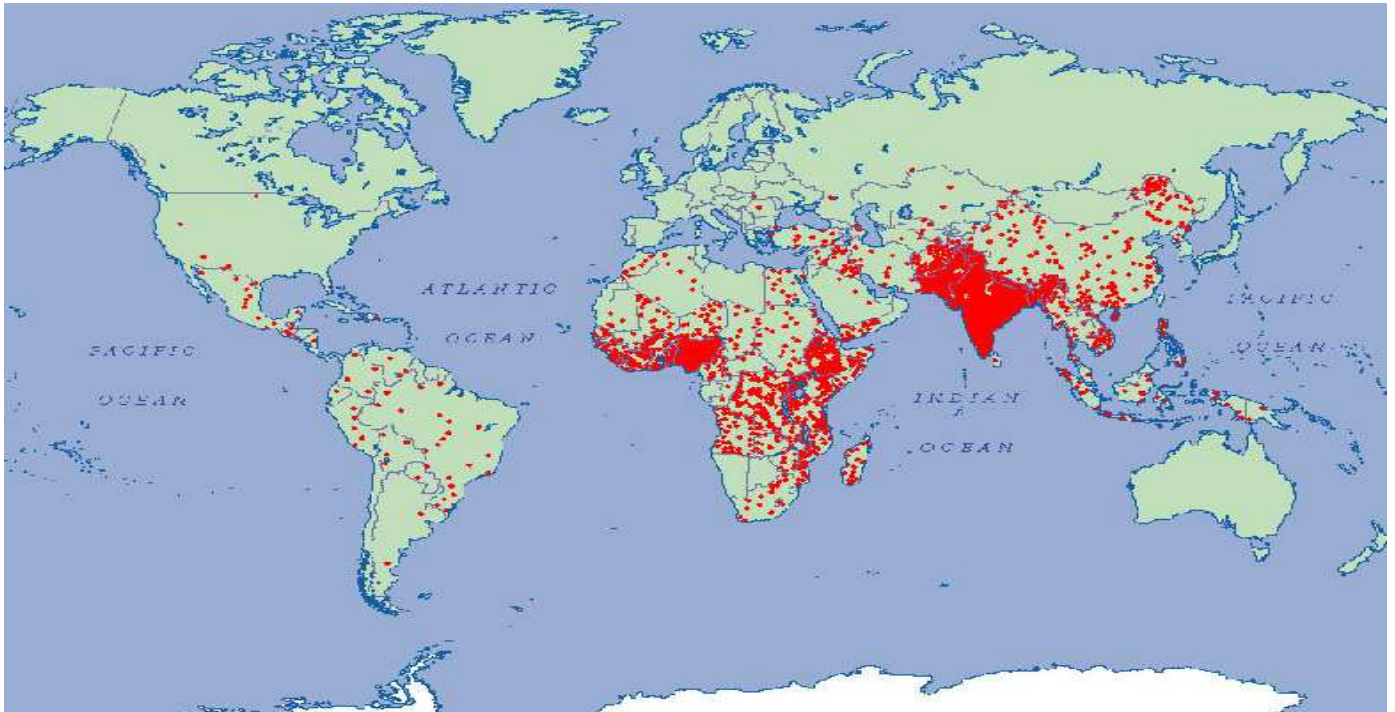 ATLANTIC
OCEAN
PACIFIC
OCEAN
PACIFIC
OCEAN
INDIAN
OCEAN